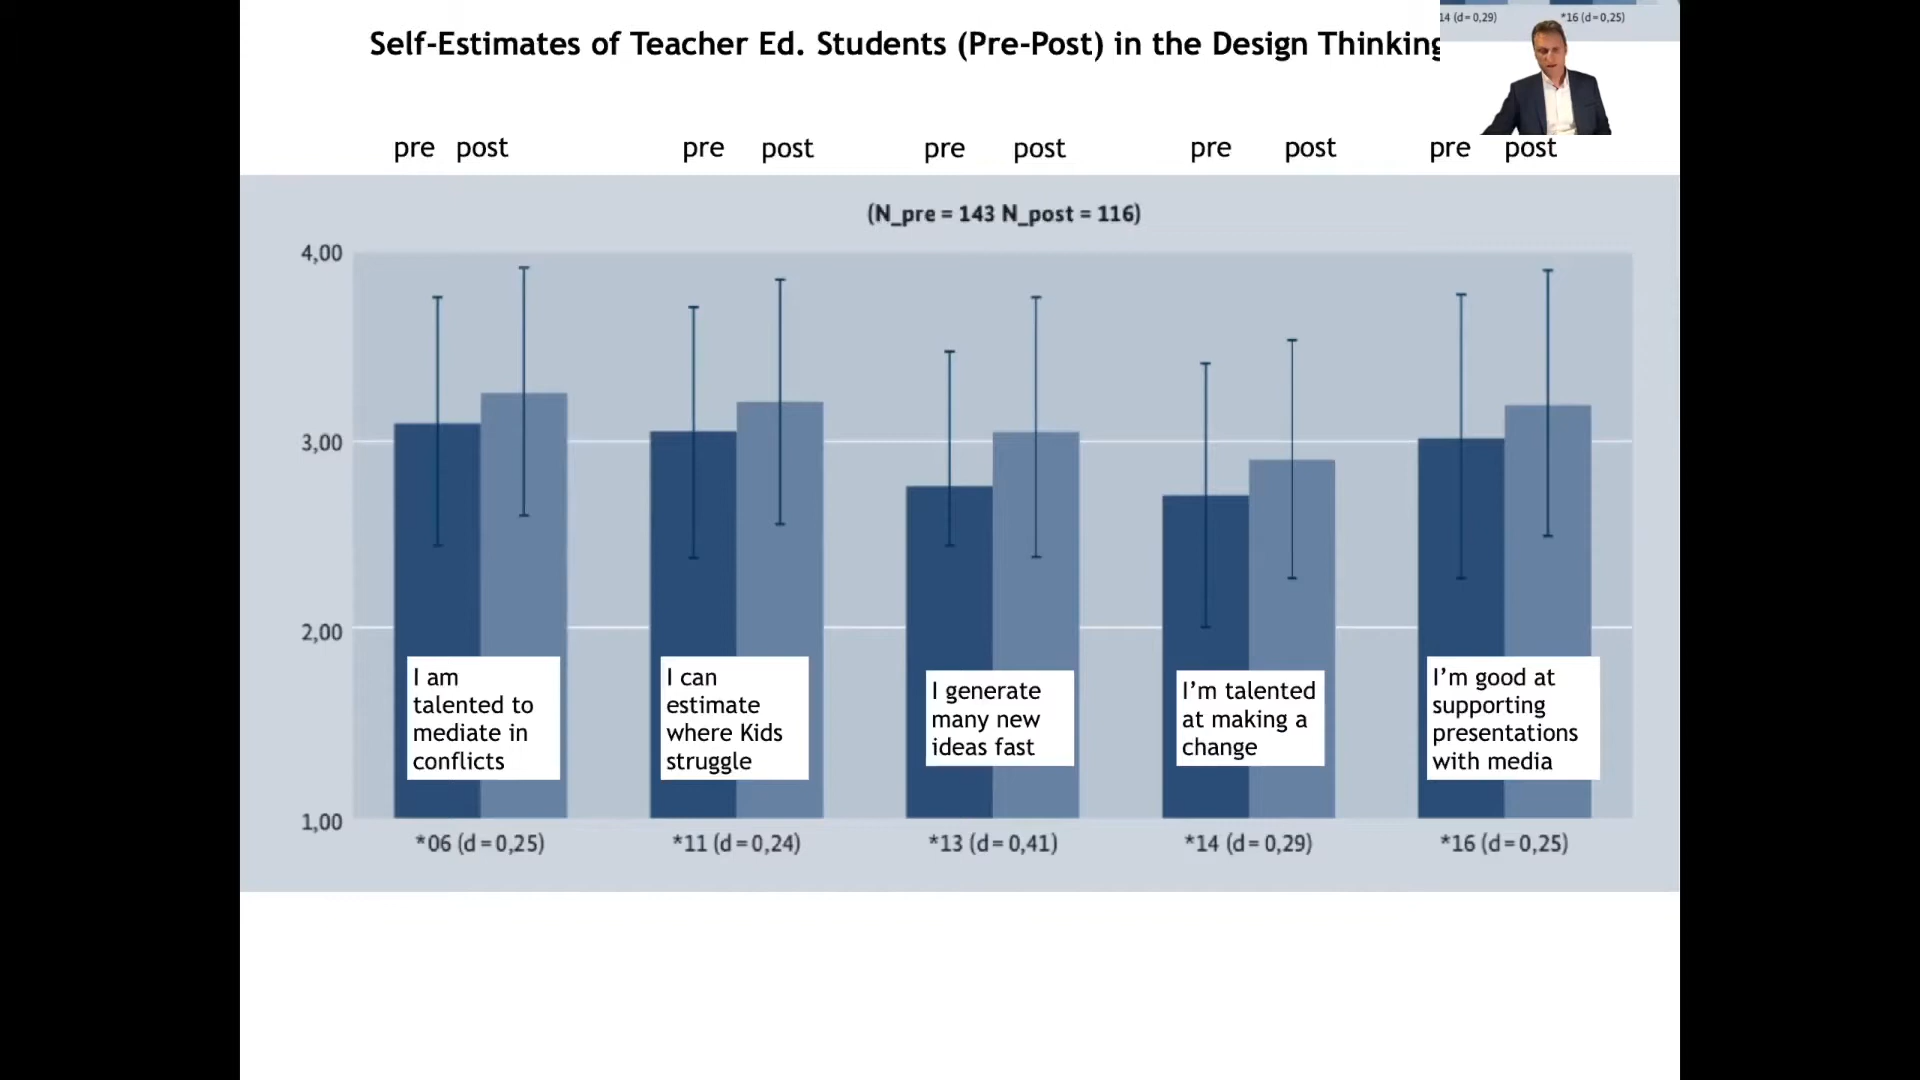 14 (d=0,29) *16 (d=0,25)
Self-Estimates of Teacher Ed. Students (Pre-Post) in the Design Thinking
pre post pre post pre post pre post pre post
(N_pre = 143 N_post = 116)
4,00
3,00
2,00
1,00
I am
talented to
mediate in
conflicts
I can
estimate
where Kids
struggle
I generate
many new
ideas fast
I’m talented
at making a
change
I’m good at
supporting
presentations
with media
*06 (d=0,25) *11 (d=0,24) *13 (d=0,41) *14 (d=0,29) *16 (d=0,25)